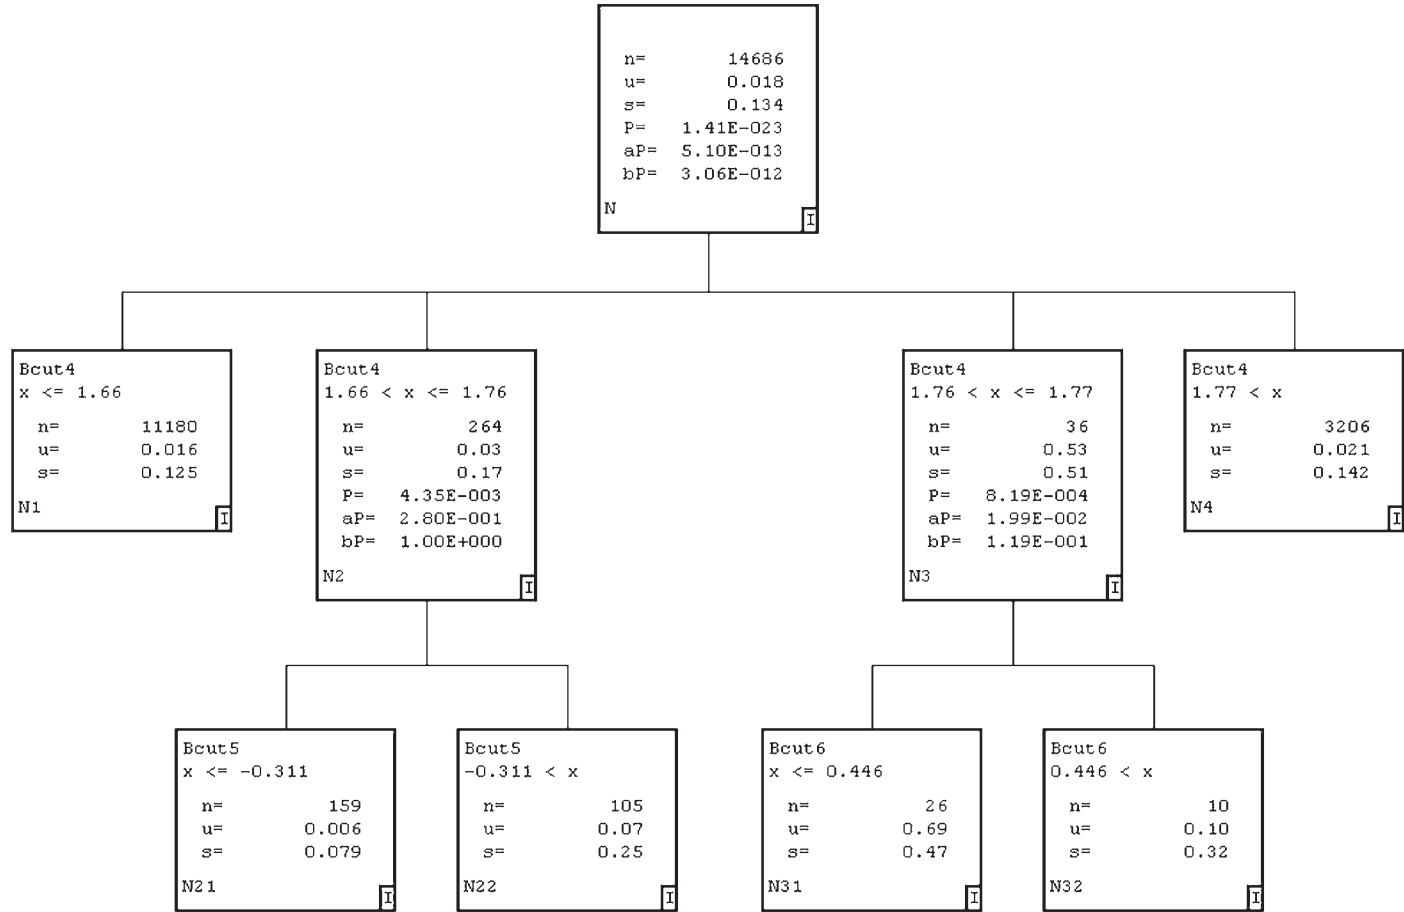 n= 14686
u= 0.018
s= 0.134
P= 1.41E-023
aP= 5.10E-013
bP= 3.06E-012
N
I
Bcut4
x <= 1.66
n= 11180
u= 0.016
s= 0.125
N1
I
Bcut4
1.66 < x <= 1.76
n= 264
u= 0.03
s= 0.17
P= 4.35E-003
aP= 2.80E-001
bP= 1.00E+000
N2
I
Bcut4
1.76 < x <= 1.77
n= 36
u= 0.53
s= 0.51
P= 8.19E-004
aP= 1.99E-002
bP= 1.19E-001
N3
I
Bcut4
1.77 < x
n= 3206
u= 0.021
s= 0.142
N4
I
Bcut5
x <= -0.311
n= 159
u= 0.006
s= 0.079
N21
I
Bcut5
-0.311 < x
n= 105
u= 0.07
s= 0.25
N22
I
Bcut6
x <= 0.446
n= 26
u= 0.69
s= 0.47
N31
I
Bcut6
0.446 < x
n= 10
u= 0.10
s= 0.32
N32
I